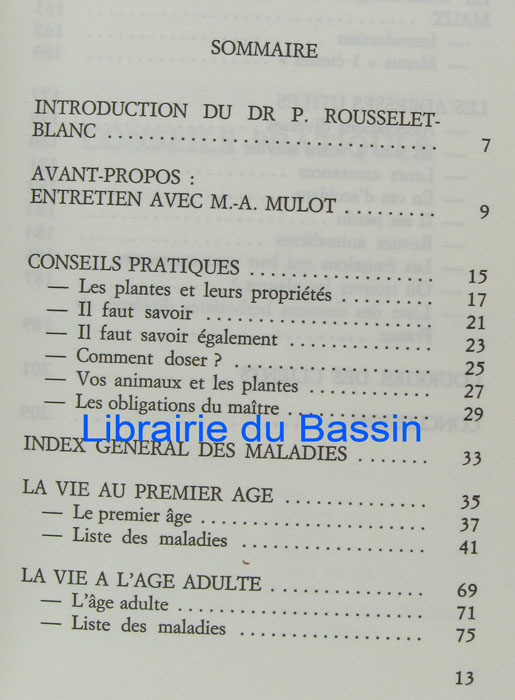 SOMMAIRE
INTRODUCTION DU DR P. ROUSSELET-
BLANC ........................ 7
AVANT-PROPOS :
ENTRETIEN AVEC M.-A. MULOT ......... 9
CONSEILS PRATIQUES ................ 15
— Les plantes et leurs propriétés ......... 17
— Il faut savoir .................... 21
— Il faut savoir également ............. 23
— Comment doser ? ................. 25
— Vos animaux et les plantes ........... 27
— Les obligations du maître ............ 29
Librairie du Bassin
INDEX GENERAL DES MALADIES ....... 33
LA VIE AU PREMIER AGE ............. 35
— Le premier âge .................. 37
— Liste des maladies ................ 41
LA VIE A L'AGE ADULTE .............. 69
— L'âge adulte .................... 71
— Liste des maladies ................ 75
13